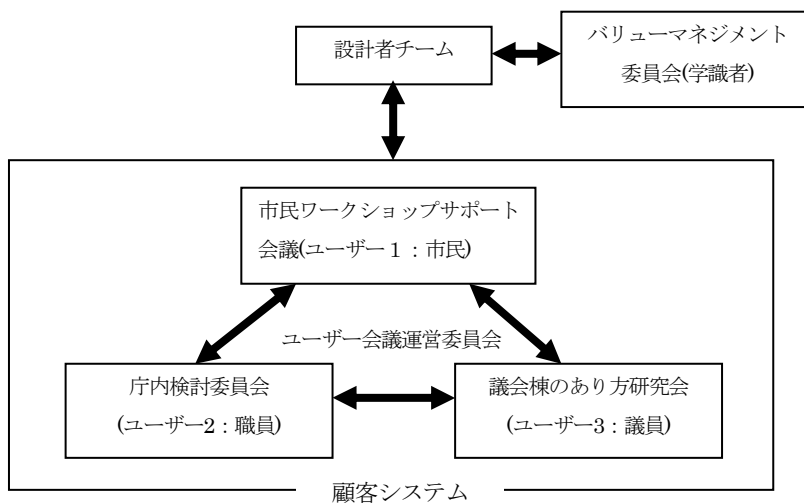 設計者チーム
バリューマネジメント
委員会(学識者)
市民ワークショップサポート
会議(ユーザー１：市民)
ユーザー会議運営委員会
庁内検討委員会
(ユーザー2：職員)
議会棟のあり方研究会
(ユーザー3：議員)
顧客システム